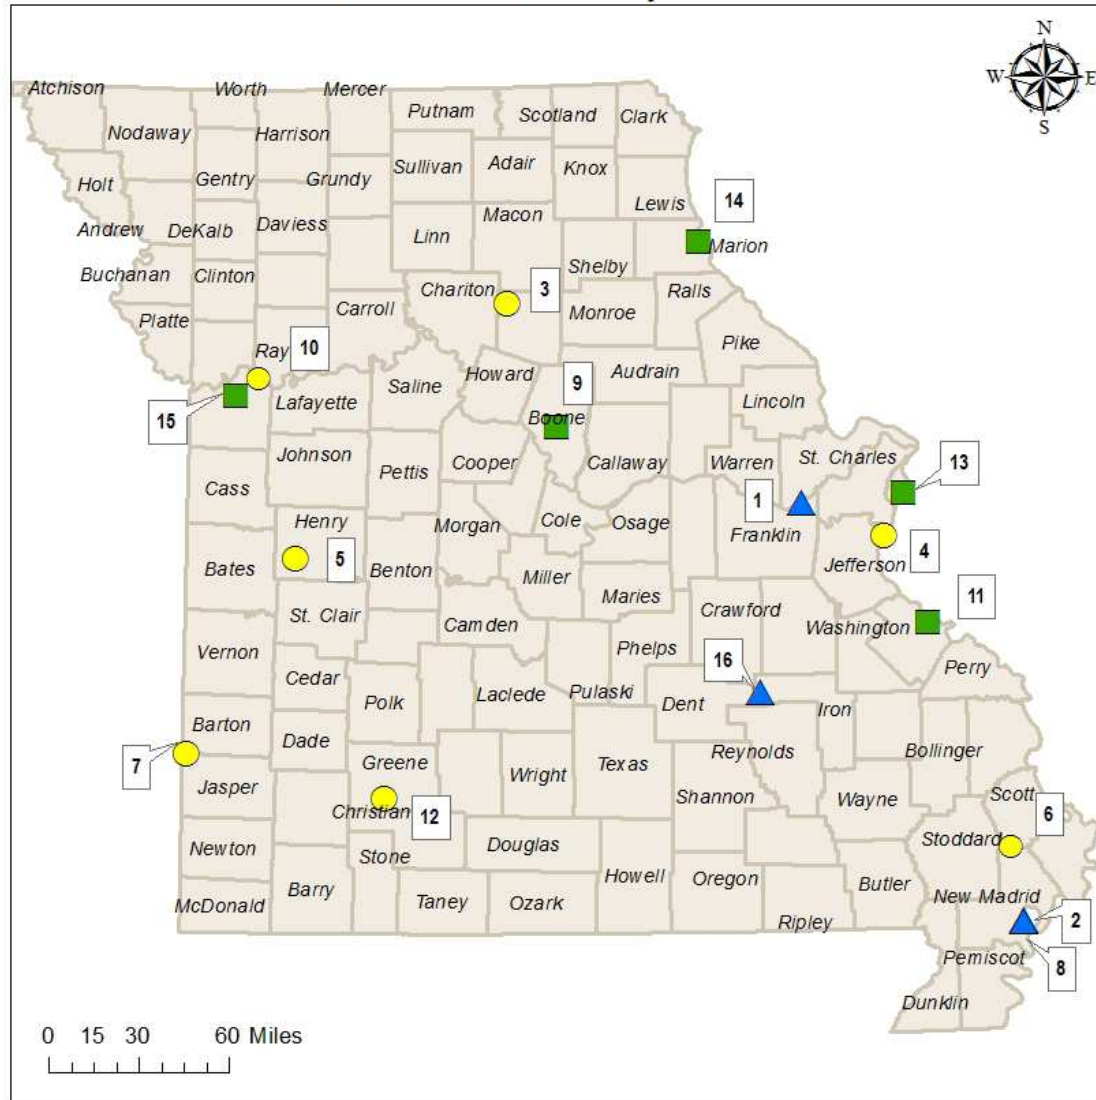 N
W E
S
Atchison
Worth
Mercer
Putnam
Scotland
Clark
Nodaway
Harrison
Sullivan
Adair
Knox
Holt
Gentry
Grundy
Lewis
14
Andrew
DeKalb
Daviess
Linn
Macon
Marion
Buchanan
Clinton
Shelby
Chariton
3
Ralls
Platte
Carroll
Monroe
Ray
10
Pike
Howard
9
Audrain
Saline
15
Lafayette
Boone
Lincoln
Johnson
Pettis
Cooper
Callaway
Warren
St. Charles
13
Cass
1
Henry
Morgan
Cole
Osage
Franklin
5
4
Bates
Benton
Miller
Jefferson
St. Clair
Maries
Crawford
11
Camden
Washington
Vernon
Phelps
16
Perry
Cedar
Polk
Laclede
Pulaski
Dent
Iron
Barton
Dade
Reynolds
Bollinger
7
Greene
Wright
Texas
Jasper
Shannon
Wayne
Scott
Christian
12
6
Newton
Stone
Douglas
Stoddard
Barry
Howell
Oregon
Butler
McDonald
Taney
Ozark
New Madrid
Ripley
2
Pemiscot
8
Dunklin
0 15 30 60 Miles